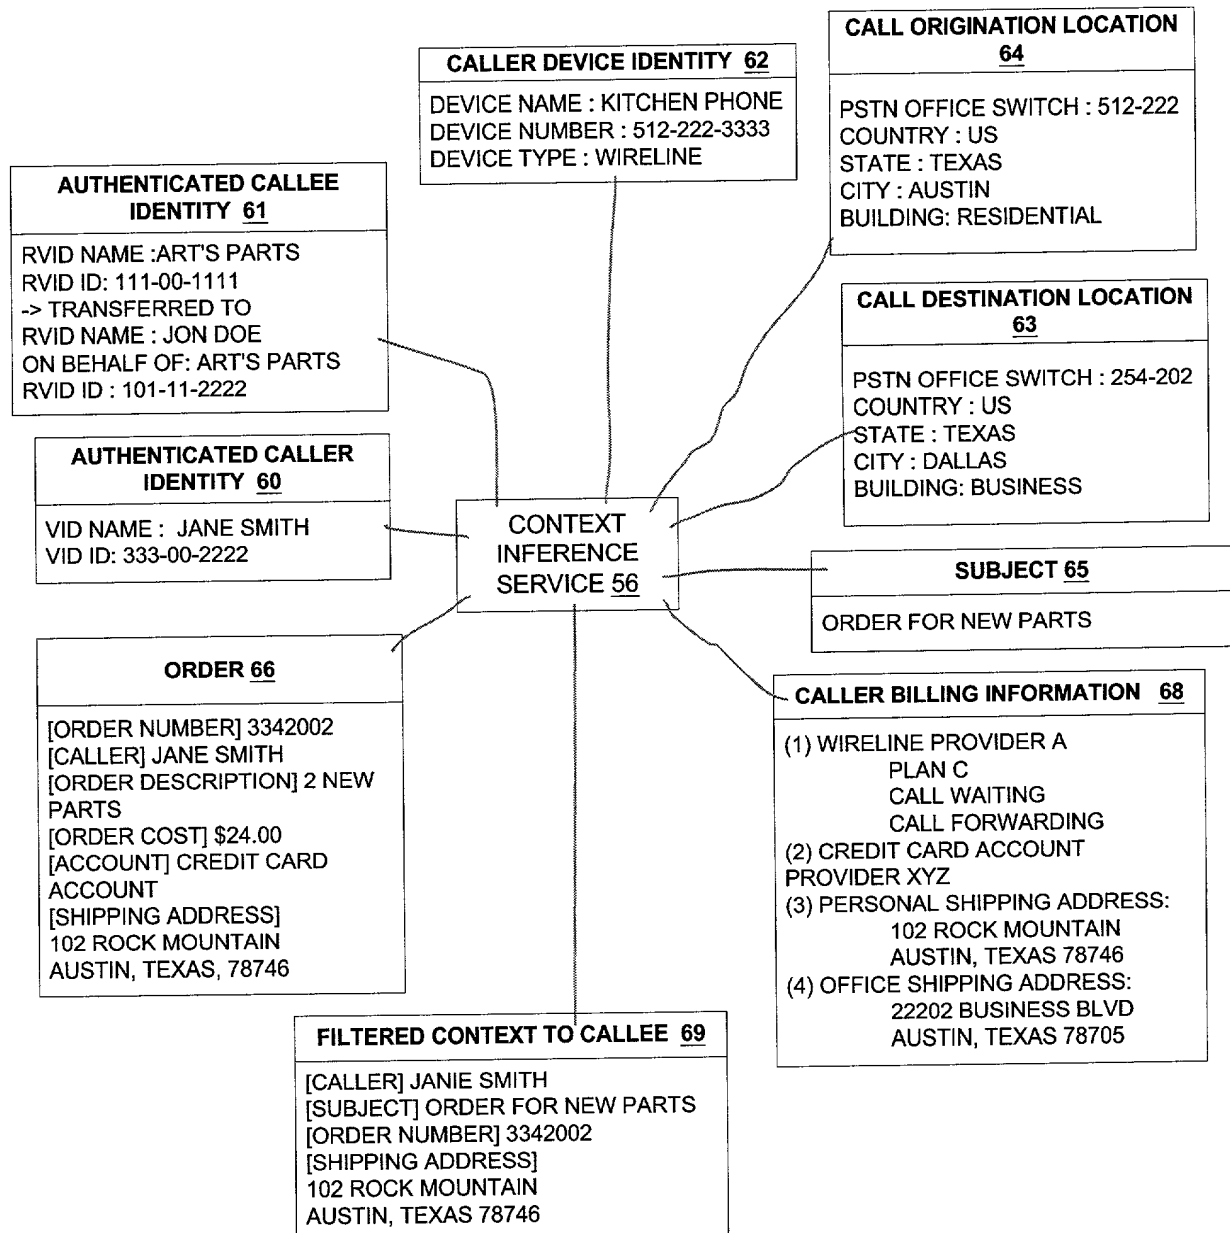 CALL ORIGINATION LOCATION
64
PSTN OFFICE SWITCH : 512-222
COUNTRY : US
STATE : TEXAS
CITY : AUSTIN
BUILDING: RESIDENTIAL
CALLER DEVICE IDENTITY 62
DEVICE NAME : KITCHEN PHONE
DEVICE NUMBER : 512-222-3333
DEVICE TYPE : WIRELINE
AUTHENTICATED CALLEE
IDENTITY 61
RVID NAME :ART'S PARTS
RVID ID: 111-00-1111
-> TRANSFERRED TO
RVID NAME : JON DOE
ON BEHALF OF: ART'S PARTS
RVID ID : 101-11-2222
CALL DESTINATION LOCATION
63
PSTN OFFICE SWITCH : 254-202
COUNTRY : US
STATE : TEXAS
CITY : DALLAS
BUILDING: BUSINESS
AUTHENTICATED CALLER
IDENTITY 60
VID NAME : JANE SMITH
VID ID: 333-00-2222
CONTEXT
INFERENCE
SERVICE 56
SUBJECT 65
ORDER FOR NEW PARTS
ORDER 66
[ORDER NUMBER] 3342002
[CALLER] JANE SMITH
[ORDER DESCRIPTION] 2 NEW
PARTS
[ORDER COST] $24.00
[ACCOUNT] CREDIT CARD
ACCOUNT
[SHIPPING ADDRESS]
102 ROCK MOUNTAIN
AUSTIN, TEXAS, 78746
CALLER BILLING INFORMATION 68
(1) WIRELINE PROVIDER A
PLAN C
CALL WAITING
CALL FORWARDING
(2) CREDIT CARD ACCOUNT
PROVIDER XYZ
(3) PERSONAL SHIPPING ADDRESS:
102 ROCK MOUNTAIN
AUSTIN, TEXAS 78746
(4) OFFICE SHIPPING ADDRESS:
22202 BUSINESS BLVD
AUSTIN, TEXAS 78705
FILTERED CONTEXT TO CALLEE 69
[CALLER] JANIE SMITH
[SUBJECT] ORDER FOR NEW PARTS
[ORDER NUMBER] 3342002
[SHIPPING ADDRESS]
102 ROCK MOUNTAIN
AUSTIN, TEXAS 78746